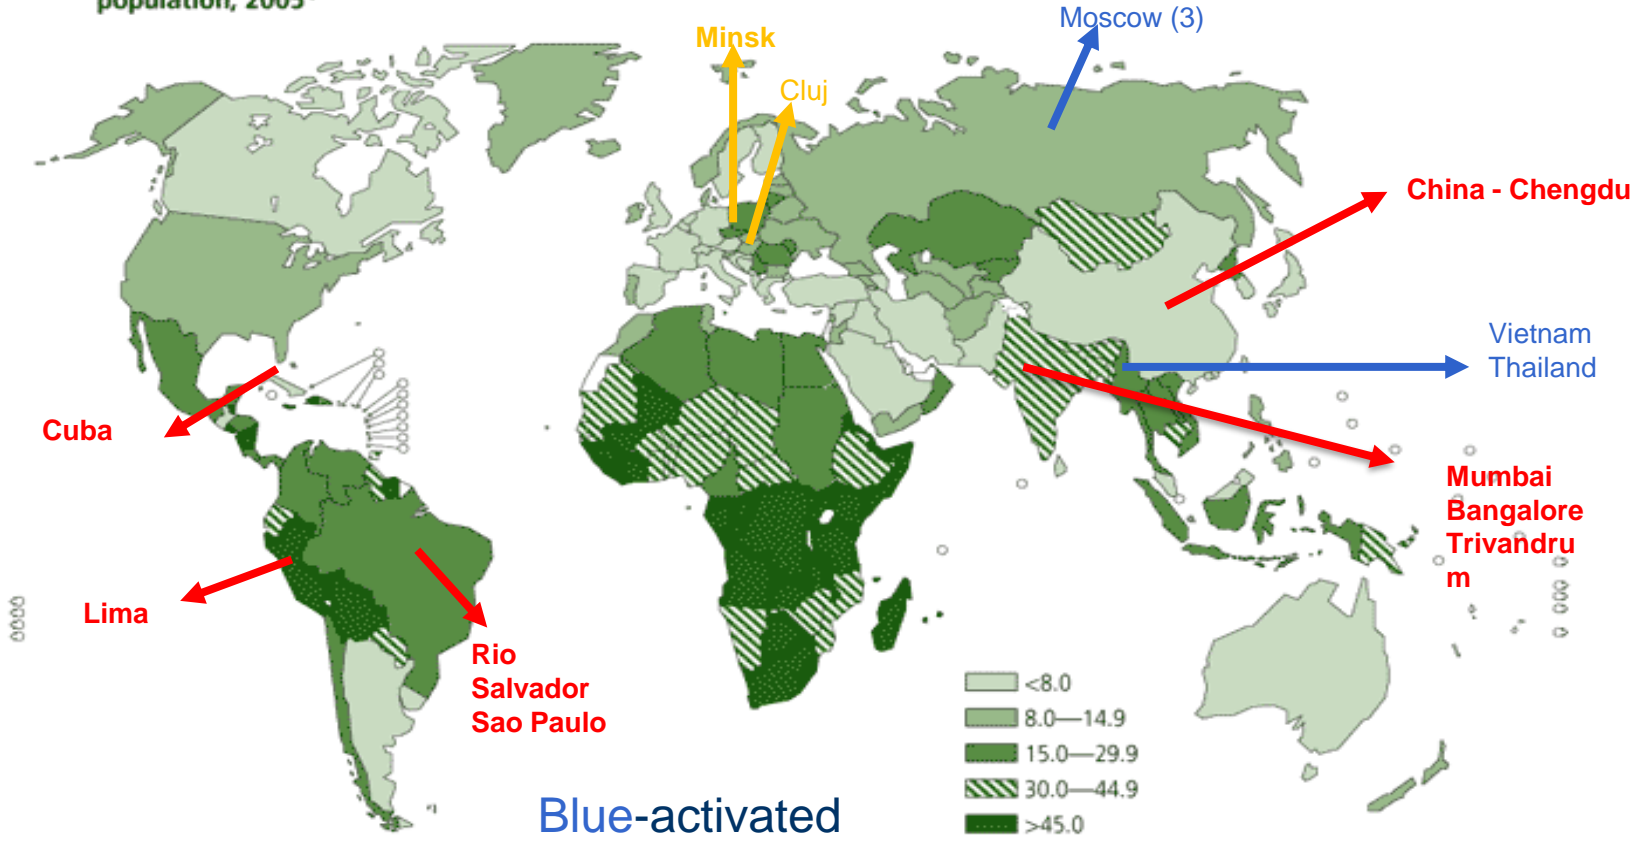 population, 2005
Moscow (3)
Minsk
Cluj
China - Chengdu
Vietnam
Thailand
Cuba
Mumbai
Bangalore
Trivandru
m
Lima
Rio
Salvador
Sao Paulo
<8.0
8.0—14.9
15.0—29.9
30.0—44.9
>45.0
Blue-activated